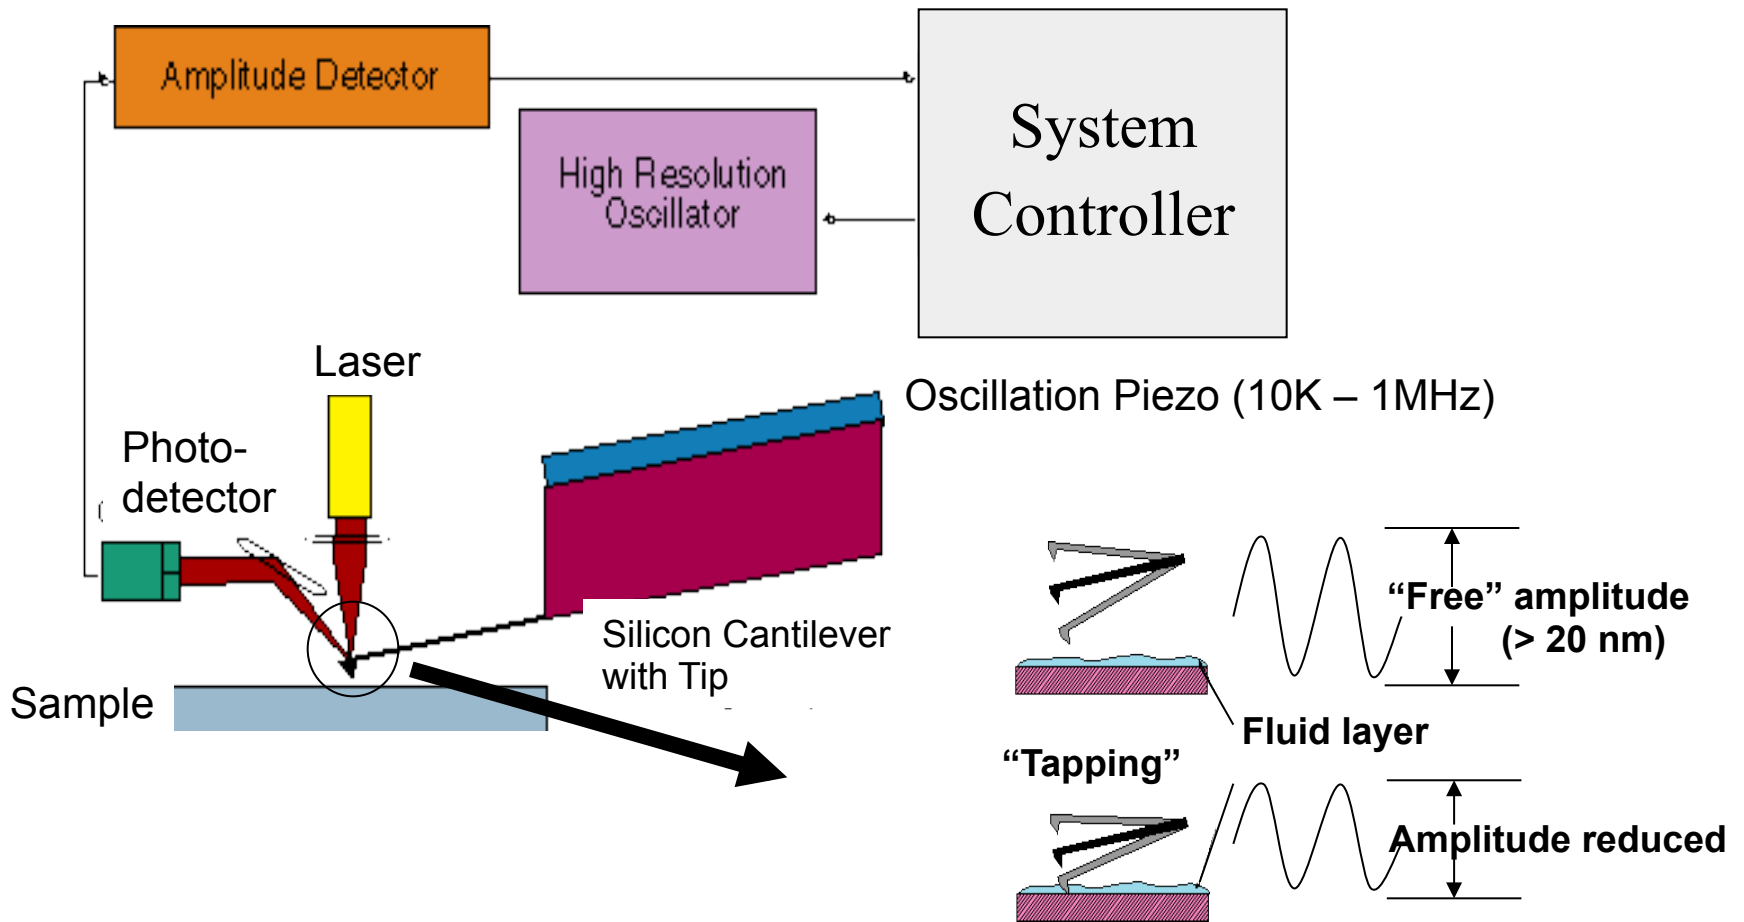 Amplitude Detector
High Resolution
Oscillator
System
Controller
Laser
Oscillation Piezo (10K – 1MHz)
Photo-
detector
Silicon Cantilever
with Tip
Sample
“Free” amplitude
(> 20 nm)
Fluid layer
“Tapping”
Amplitude reduced